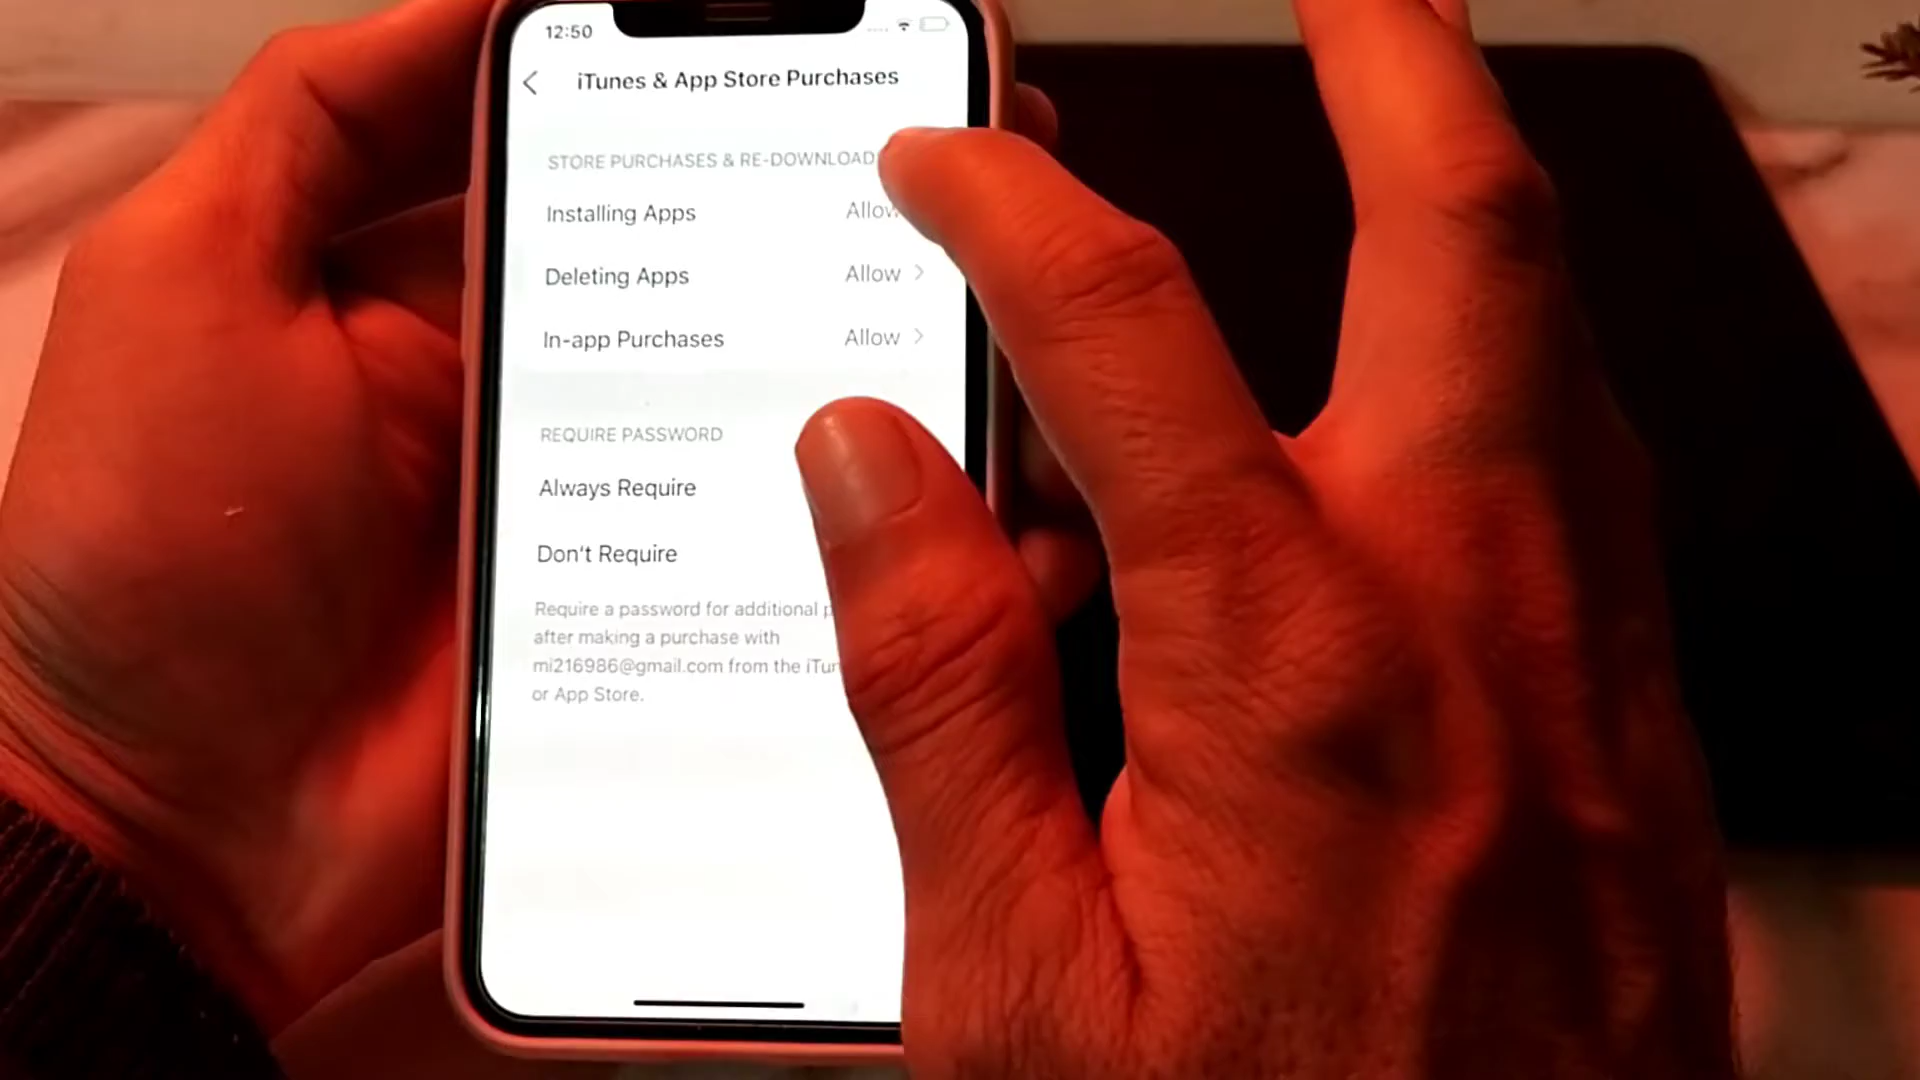 12:50
iTunes & App Store Purchases
STORE PURCHASES & RE-DOWNLOAD
Installing Apps Allow
Deleting Apps Allow
In-app Purchases Allow
REQUIRE PASSWORD
Always Require
Don't Require
Require a password for additional
after making a purchase with
ml216986@gmail.com from the
or App Store.